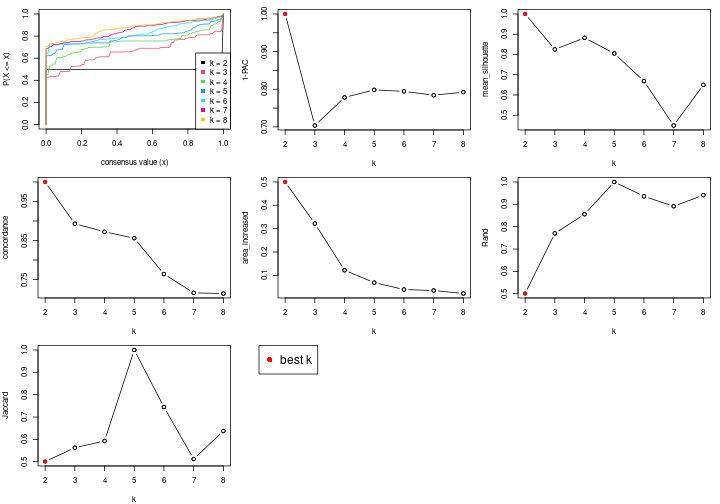 P(X <= x)
1.0
0.8
0.6
0.4
0.2
0.0
k = 2
k = 3
k = 4
k = 5
k = 6
k = 7
k = 8
0.0 0.2 0.4 0.6 0.8 1.0
consensus value (x)
1-PAC
1.00
0.90
0.80
0.70
2 3 4 5 6 7 8
k
mean_silhouette
1.0
0.9
0.8
0.7
0.6
0.5
2 3 4 5 6 7 8
k
concordance
0.95
0.85
0.75
2 3 4 5 6 7 8
k
area_increased
0.5
0.4
0.3
0.2
0.1
2 3 4 5 6 7 8
k
Rand
1.0
0.9
0.8
0.7
0.6
0.5
2 3 4 5 6 7 8
k
Jaccard
1.0
0.9
0.8
0.7
0.6
0.5
2 3 4 5 6 7 8
k
best k